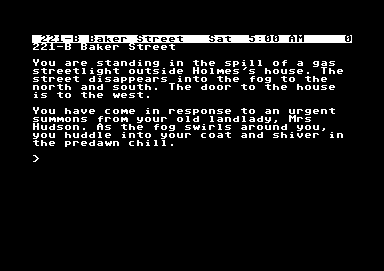 221-B Baker Street   Sat  5:00 AM     0
221-B Baker Street
You are standing in the spill of a gas
streetlight outside Holmes's house. The
street disappears into the fog to the
north and south. The door to the house
is to the west.
You have come in response to an urgent
summons from your old landlady, Mrs
Hudson. As the fog swirls around you,
you huddle into your coat and shiver in
the predawn chill.
>